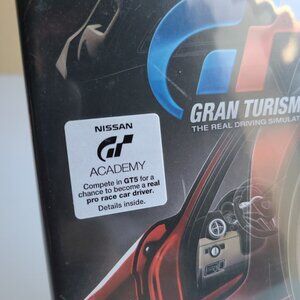 GRAN TURISM
THE REAL DRIVING SIMULAT
NISSAN
GT
ACADEMY
Compete in GT5 for a
chance to become a real
pro race car driver.
Details inside.